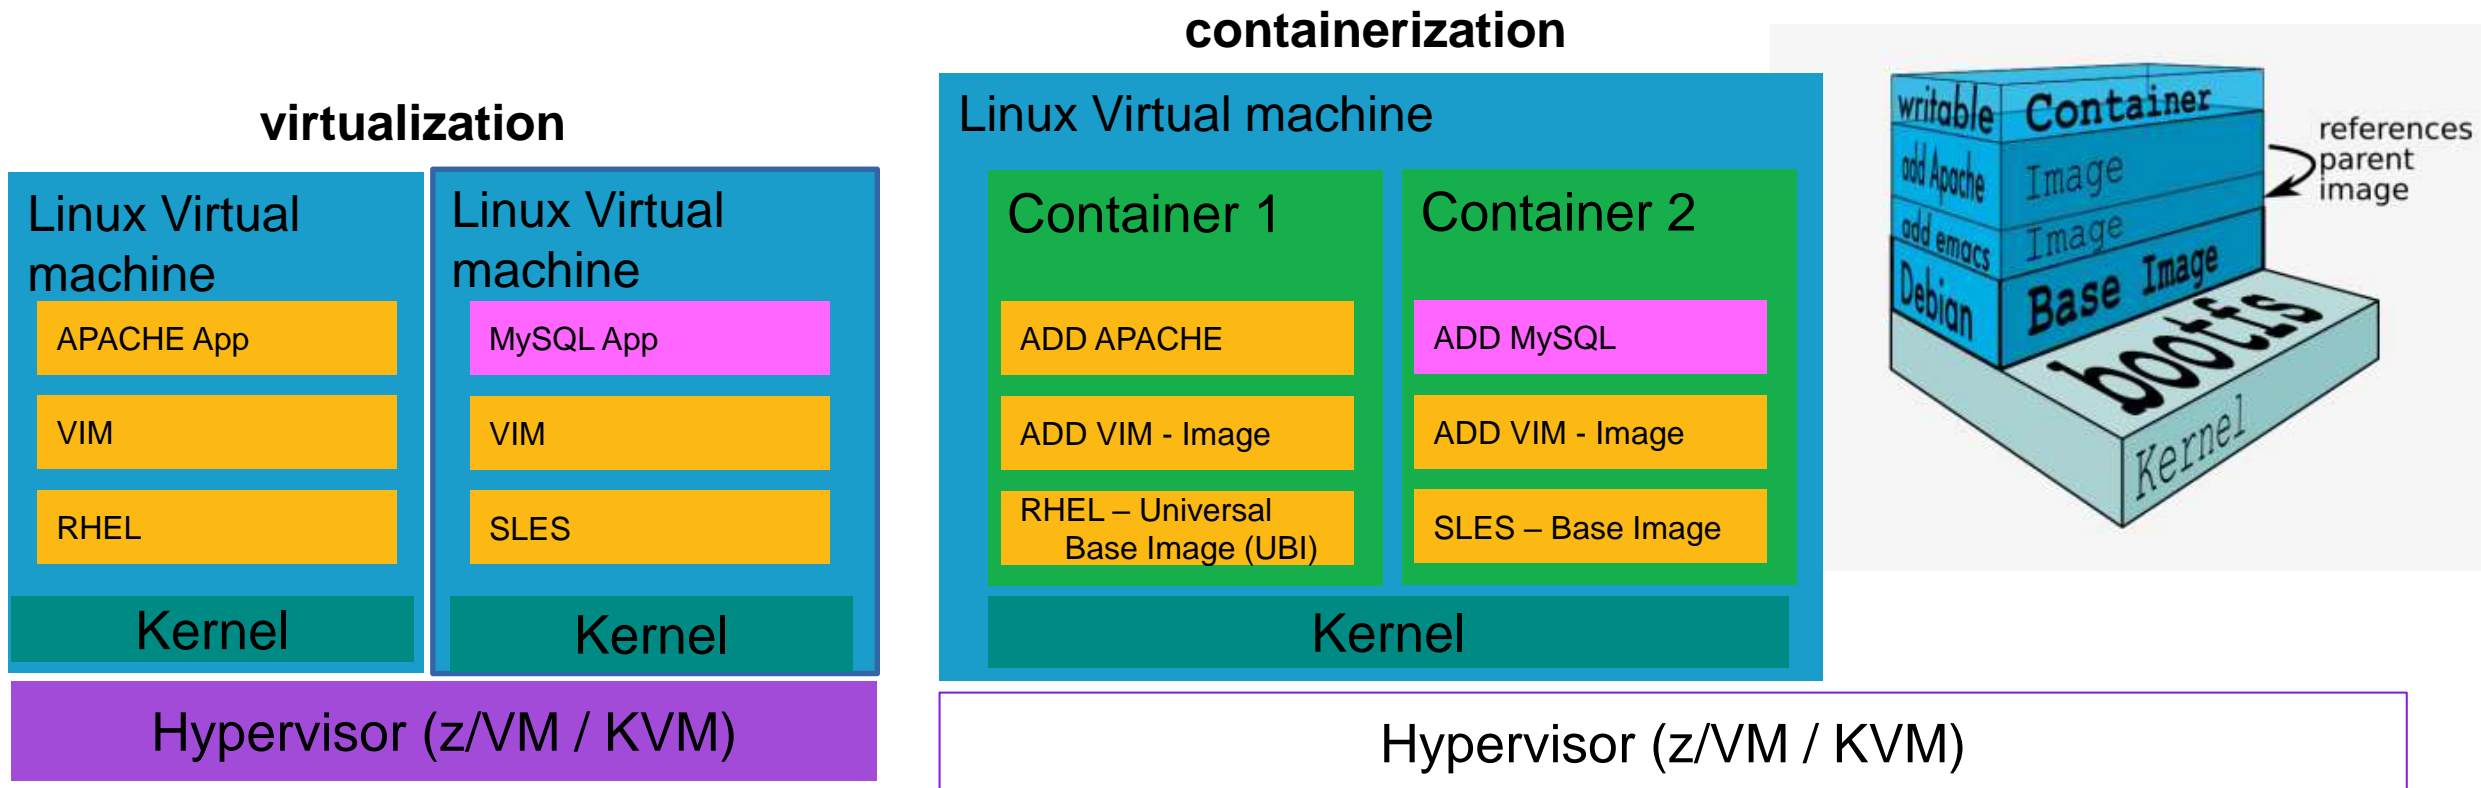 virtualization
Linux Virtual
machine
APACHE App
VIM
RHEL
Kernel
Linux Virtual
machine
MySQL App
VIM
SLES
Kernel
Hypervisor (z/VM / KVM)
containerization
Linux Virtual machine
Container 1
ADD APACHE
ADD VIM - Image
RHEL – Universal
Base Image (UBI)
Container 2
ADD MySQL
ADD VIM - Image
SLES – Base Image
Kernel
Hypervisor (z/VM / KVM)
writable Container
add Apache Image
add emacs Image
Debian Base Image
bootfs
Kernel
references
parent
image